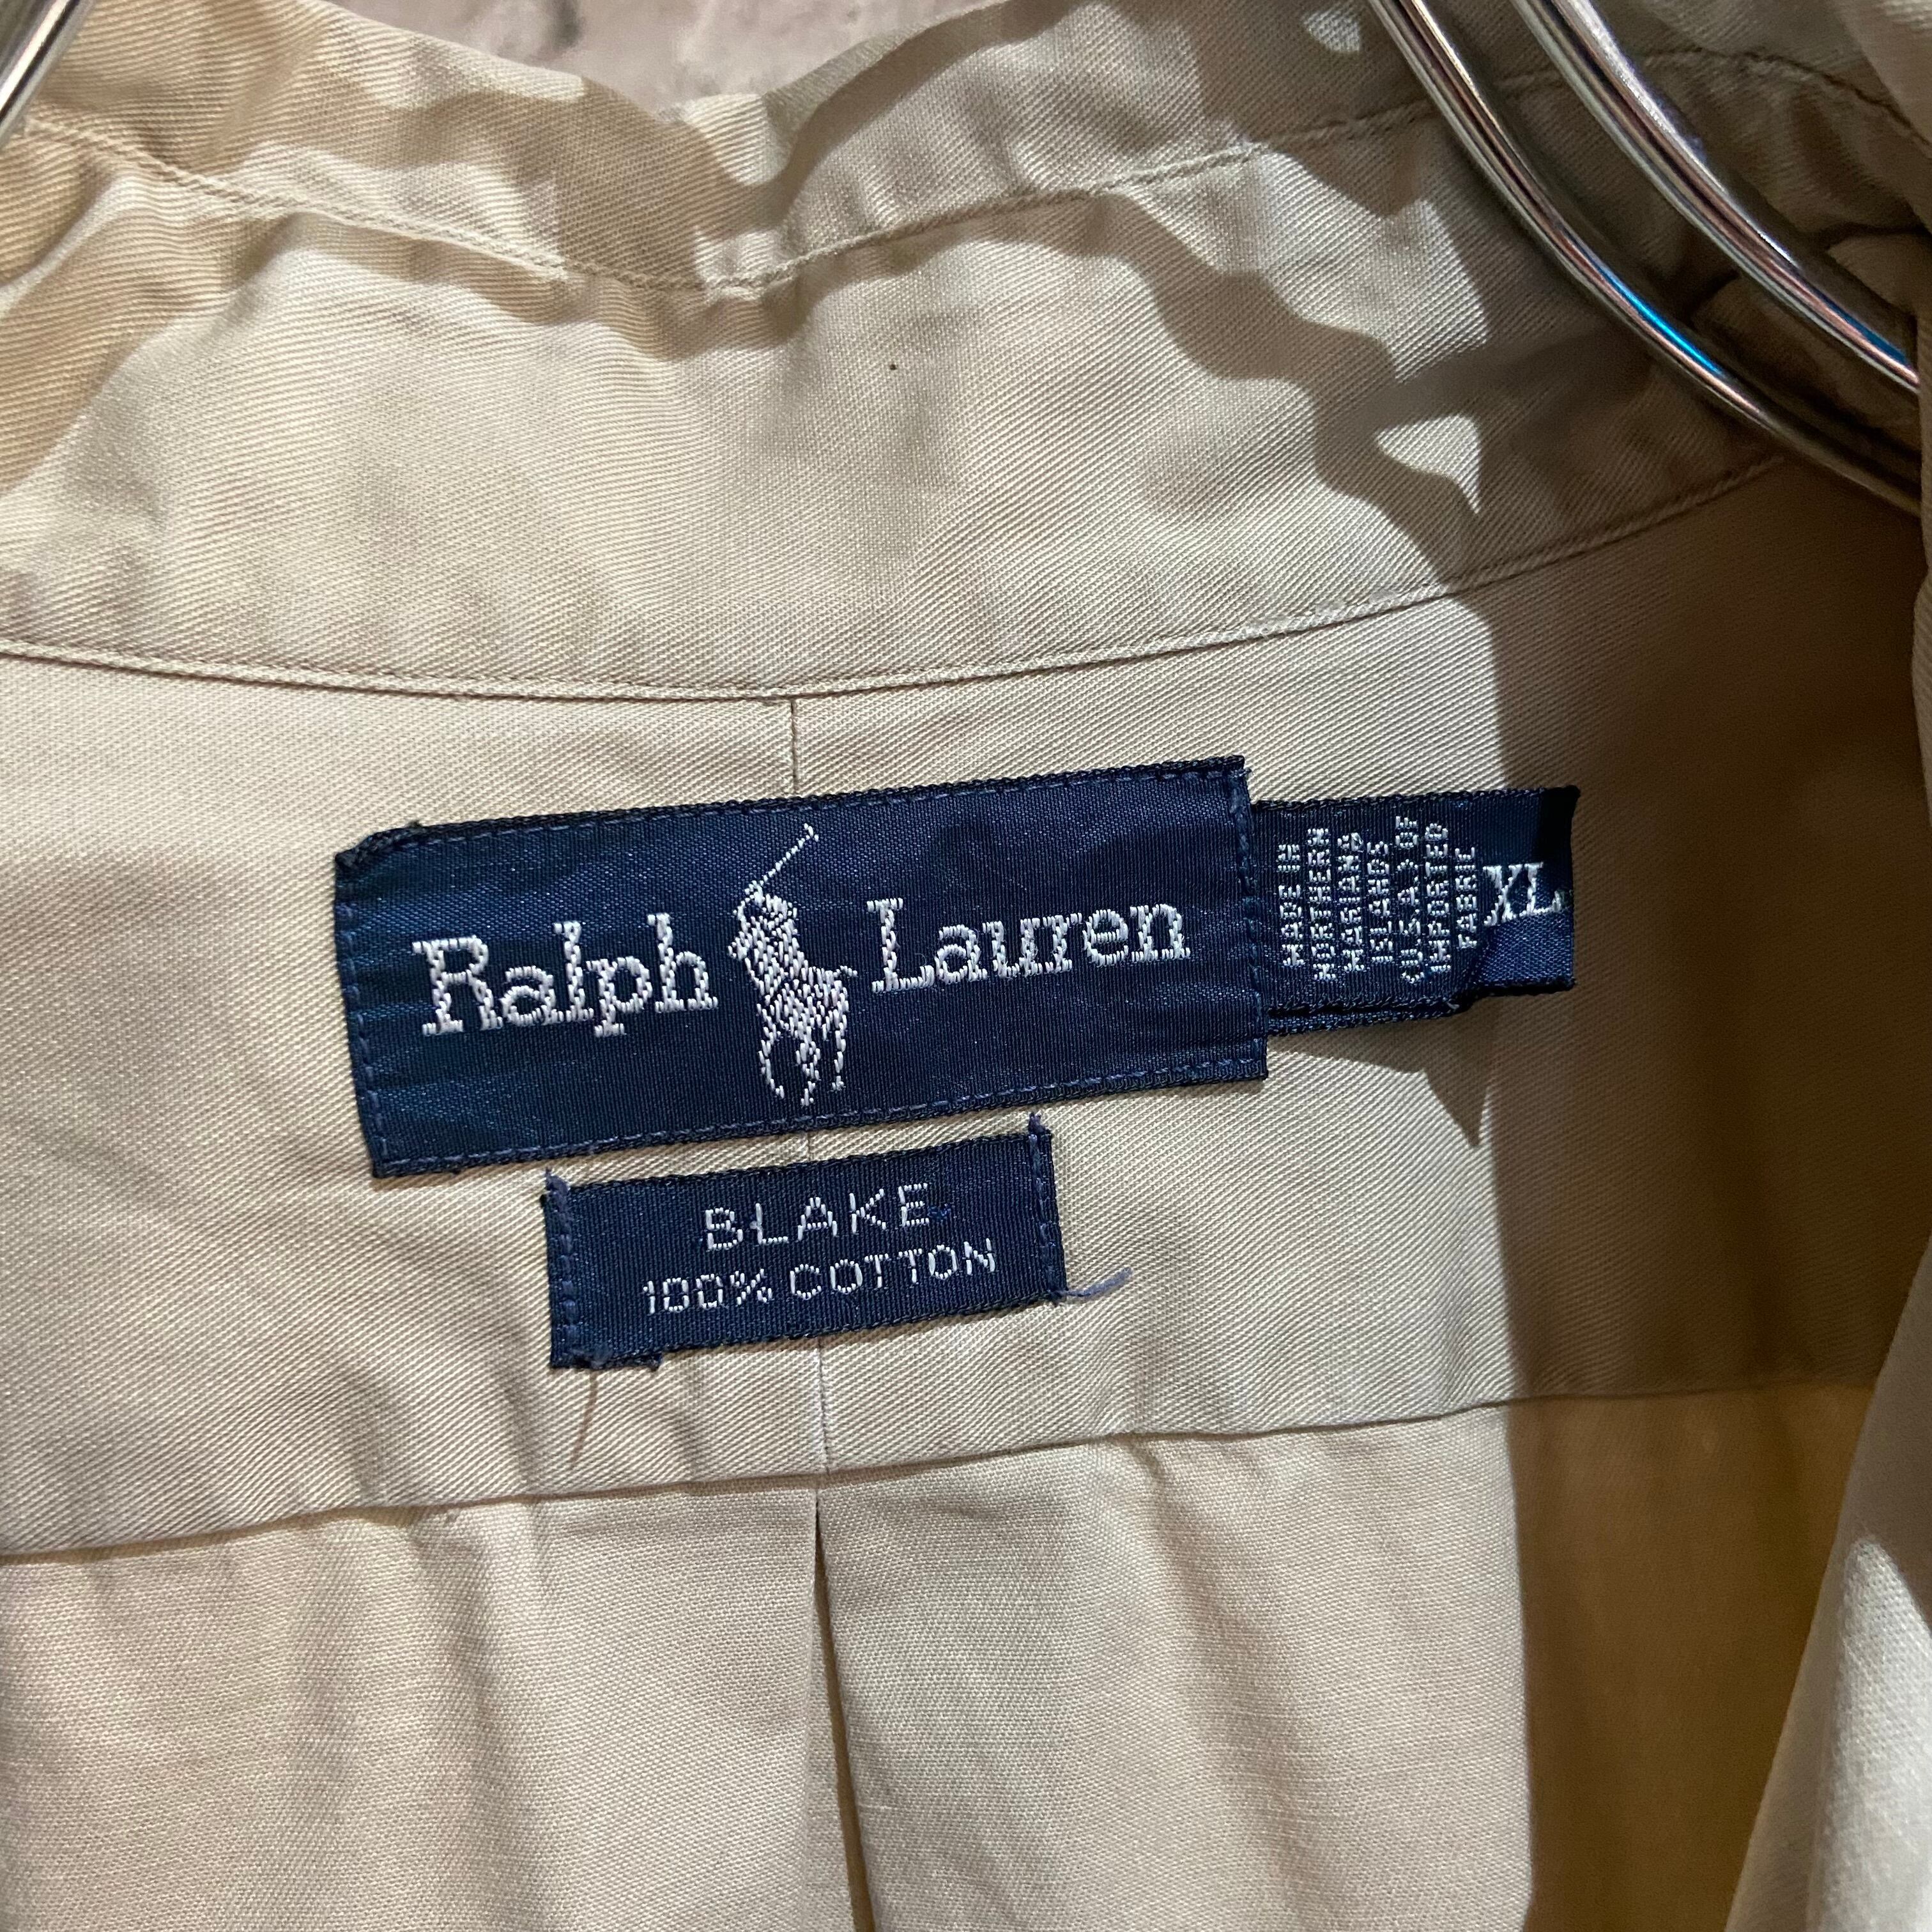 Ralph Lauren
MADE IN
NORTHERN
MARIANA
ISLANDS
(U.S.A.) OF
IMPORTED
FABRIC
XL
BLAKE
100% COTTON